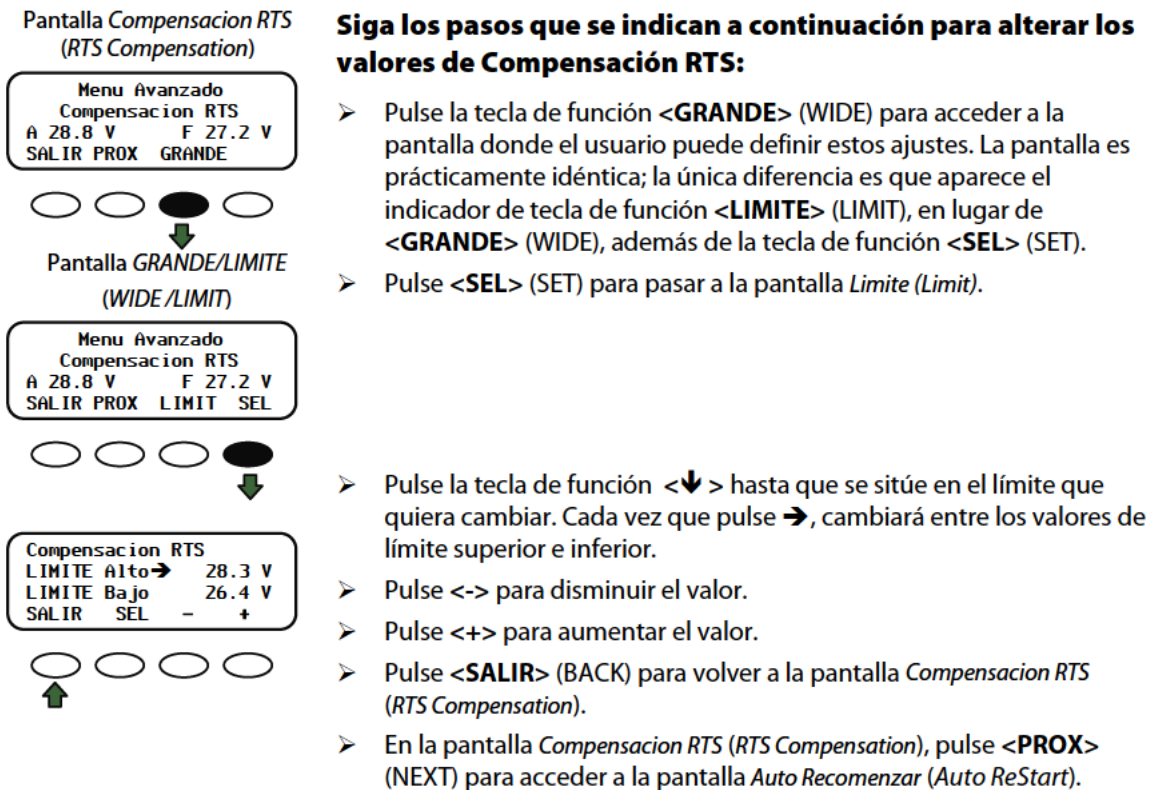 Pantalla Compensacion RTS
(RTS Compensation)
Menu Avanzado
Compensacion RTS
A 28.8 V F 27.2 V
SALIR PROX GRANDE
Pantalla GRANDE/LIMITE
(WIDE /LIMIT)
Menu Avanzado
Compensacion RTS
A 28.8 V F 27.2 V
SALIR PROX LIMIT SEL
Compensacion RTS
LIMITE Alto➔ 28.3 V
LIMITE Bajo 26.4 V
SALIR SEL – +
Siga los pasos que se indican a continuación para alterar los
valores de Compensación RTS:
➢ Pulse la tecla de función <GRANDE> (WIDE) para acceder a la
pantalla donde el usuario puede definir estos ajustes. La pantalla es
prácticamente idéntica; la única diferencia es que aparece el
indicador de tecla de función <LIMITE> (LIMIT), en lugar de
<GRANDE> (WIDE), además de la tecla de función <SEL> (SET).
➢ Pulse <SEL> (SET) para pasar a la pantalla Limite (Limit).
➢ Pulse la tecla de función <🡻 > hasta que se sitúe en el límite que
quiera cambiar. Cada vez que pulse ➔, cambiará entre los valores de
límite superior e inferior.
➢ Pulse <-> para disminuir el valor.
➢ Pulse <+> para aumentar el valor.
➢ Pulse <SALIR> (BACK) para volver a la pantalla Compensacion RTS
(RTS Compensation).
➢ En la pantalla Compensacion RTS (RTS Compensation), pulse <PROX>
(NEXT) para acceder a la pantalla Auto Recomenzar (Auto ReStart).